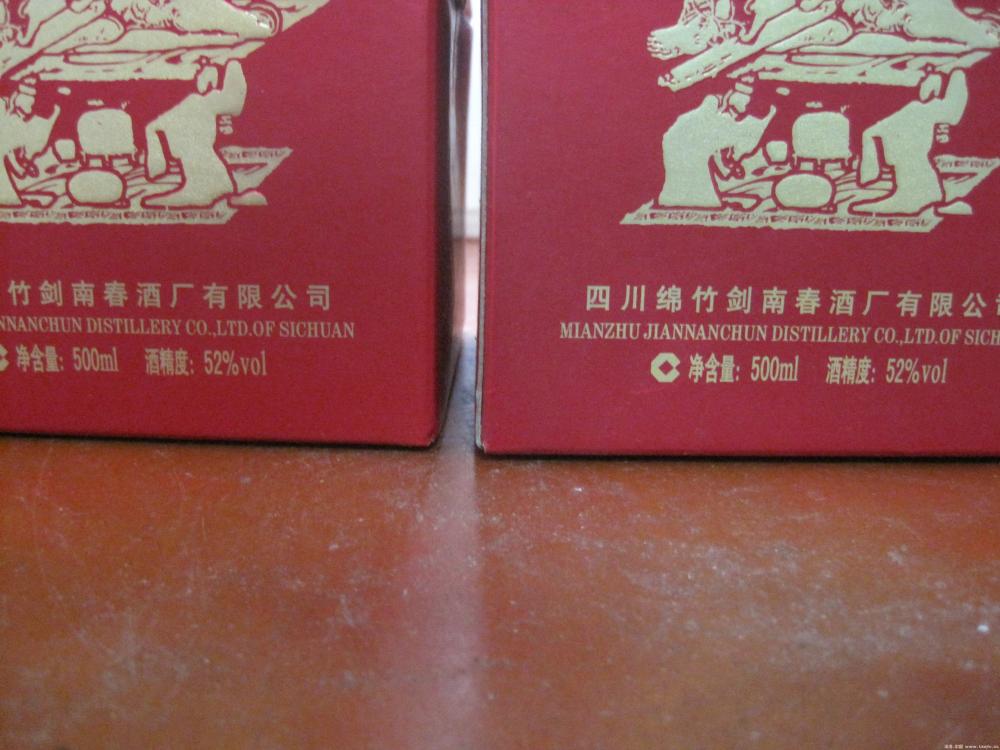 竹剑南春酒厂有限公司
NNANCHUN DISTILLERY CO.,LTD.OF SICHUAN
净含量: 500ml 酒精度: 52%vol
四川绵竹剑南春酒厂有限公
MIANZHU JIANNANCHUN DISTILLERY CO.,LTD.OF SICH
净含量: 500ml 酒精度: 52%vol